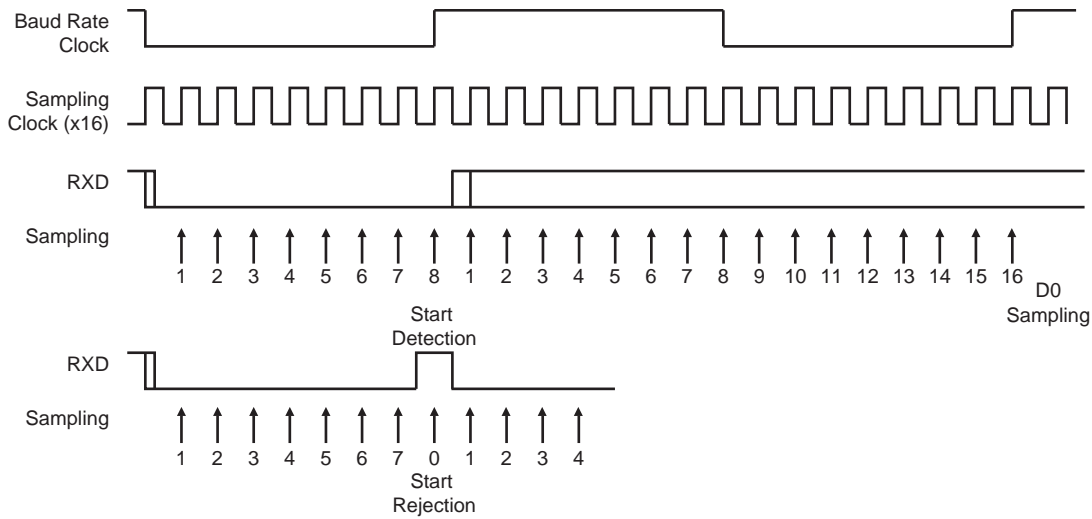 Baud Rate
Clock
Sampling
Clock (x16)
RXD
Sampling
1 2 3 4 5 6 7 8 1 2 3 4 5 6 7 8 9 10 11 12 13 14 15 16
D0
Sampling
Start
Detection
RXD
Sampling
1 2 3 4 5 6 7 0 1 2 3 4
Start
Rejection